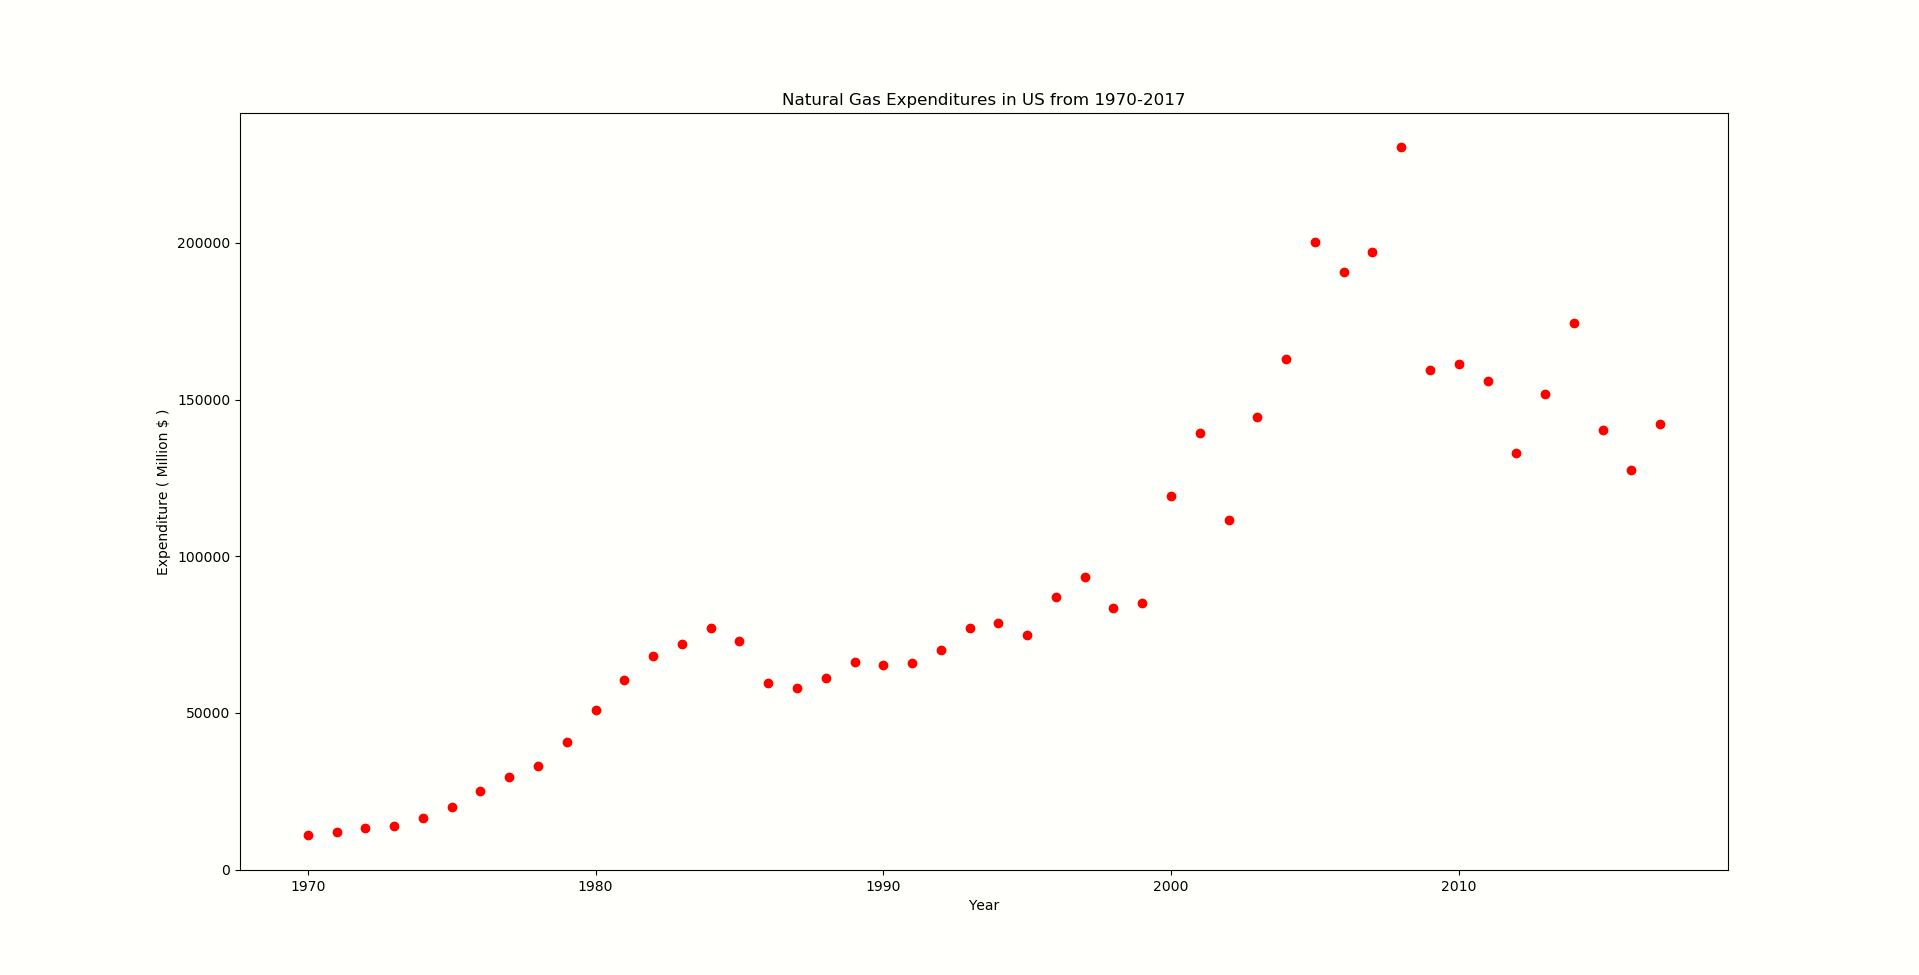 Natural Gas Expenditures in US from 1970-2017
200000
150000
100000
50000
0
Expenditure ( Million $ )
1970 1980 1990 2000 2010
Year